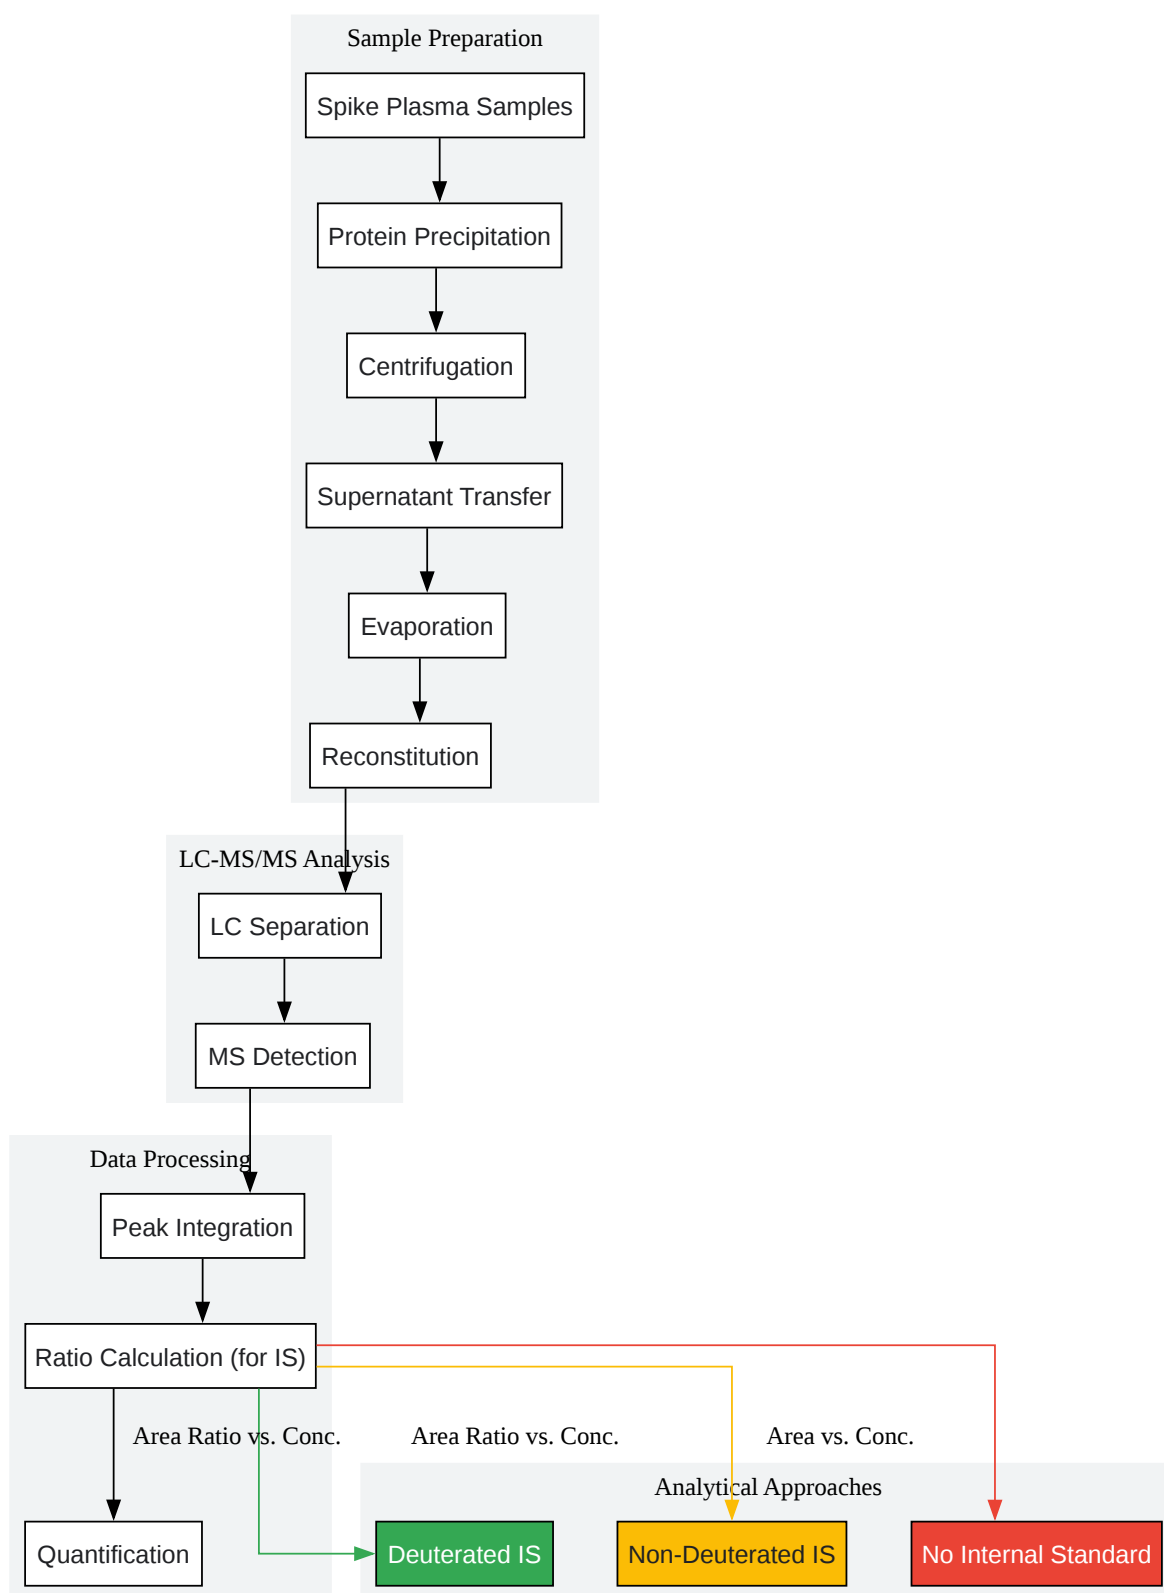 Sample Preparation
Spike Plasma Samples
Protein Precipitation
Centrifugation
Supernatant Transfer
Evaporation
Reconstitution
LC-MS/MS Analysis
LC Separation
MS Detection
Data Processing
Peak Integration
Ratio Calculation (for IS)
Area Ratio vs. Conc.
Area Ratio vs. Conc.
Area vs. Conc.
Analytical Approaches
Quantification
Deuterated IS
Non-Deuterated IS
No Internal Standard